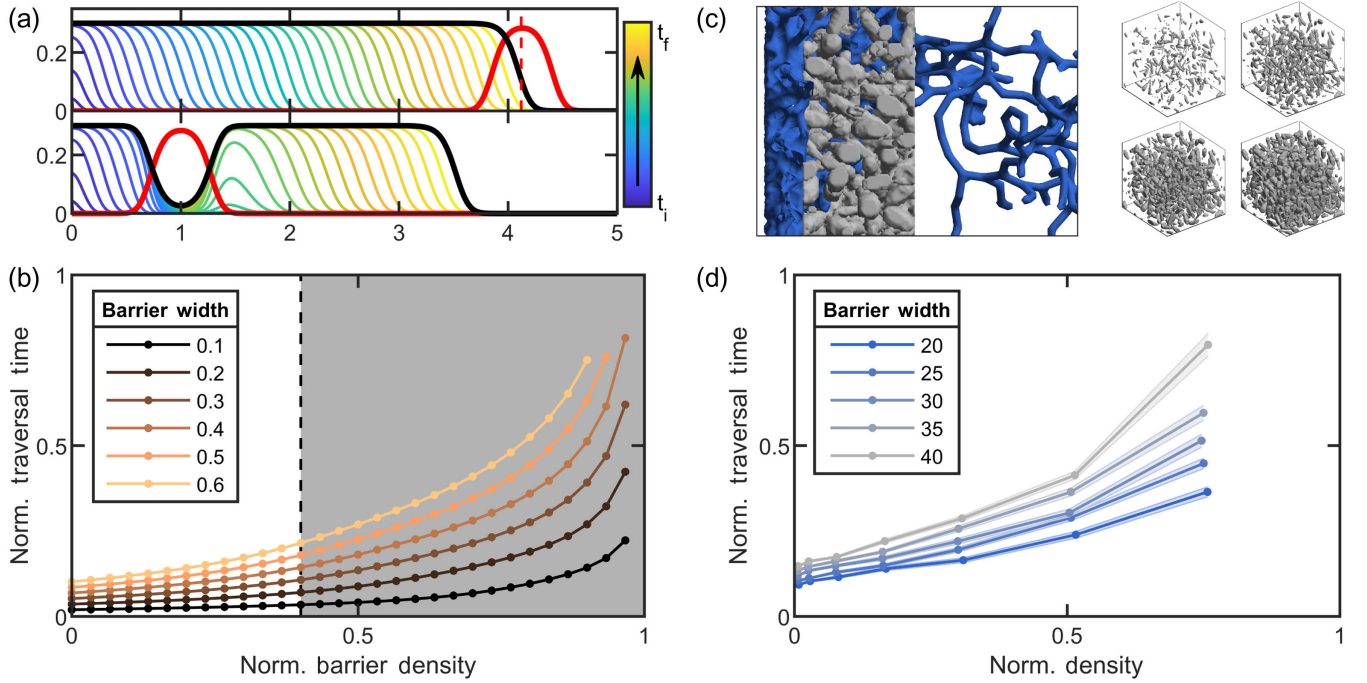 (a)
0.2
0
0.2
0
0 1 2 3 4 5
t_f
t_i
(c)
(b)
1
0.5
0
Norm. traversal time
Barrier width
0.1
0.2
0.3
0.4
0.5
0.6
0 0.5 1
Norm. barrier density
(d)
1
0.5
0
Norm. traversal time
Barrier width
20
25
30
35
40
0 0.5 1
Norm. density